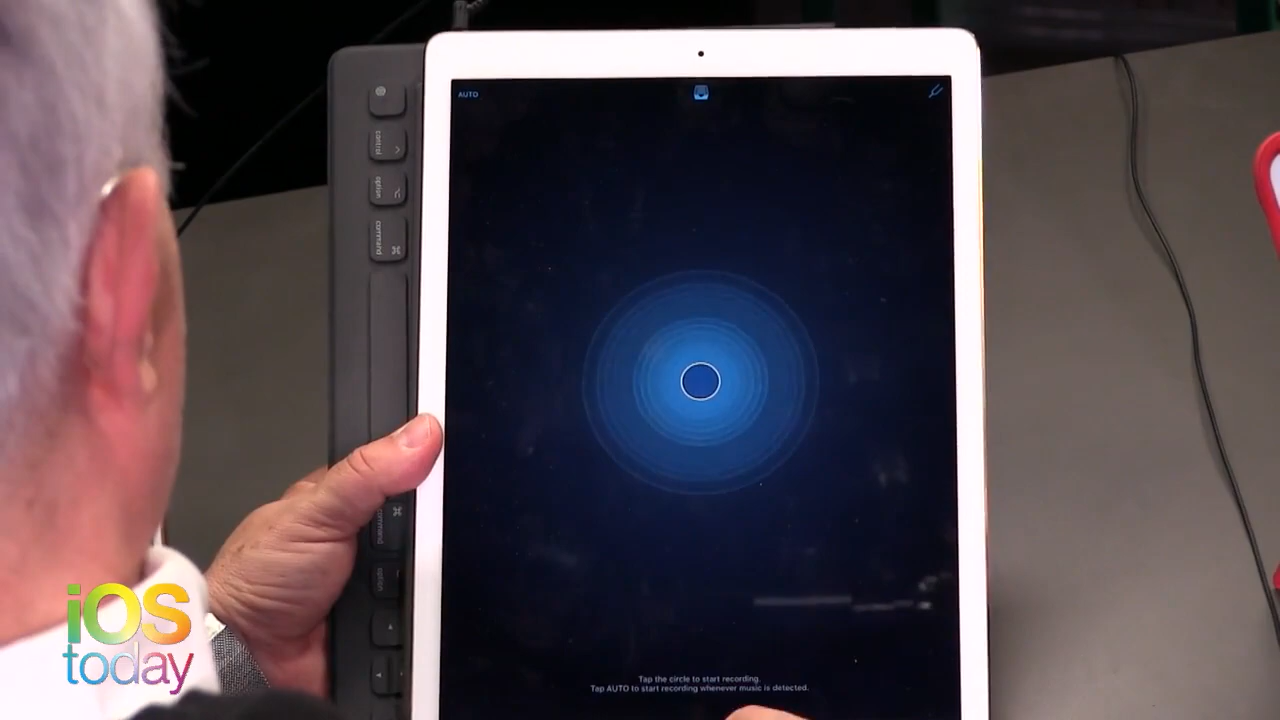 AUTO
control
option
command
command
option
Tap the circle to start recording.
Tap AUTO to start recording whenever music is detected.
iOS
today